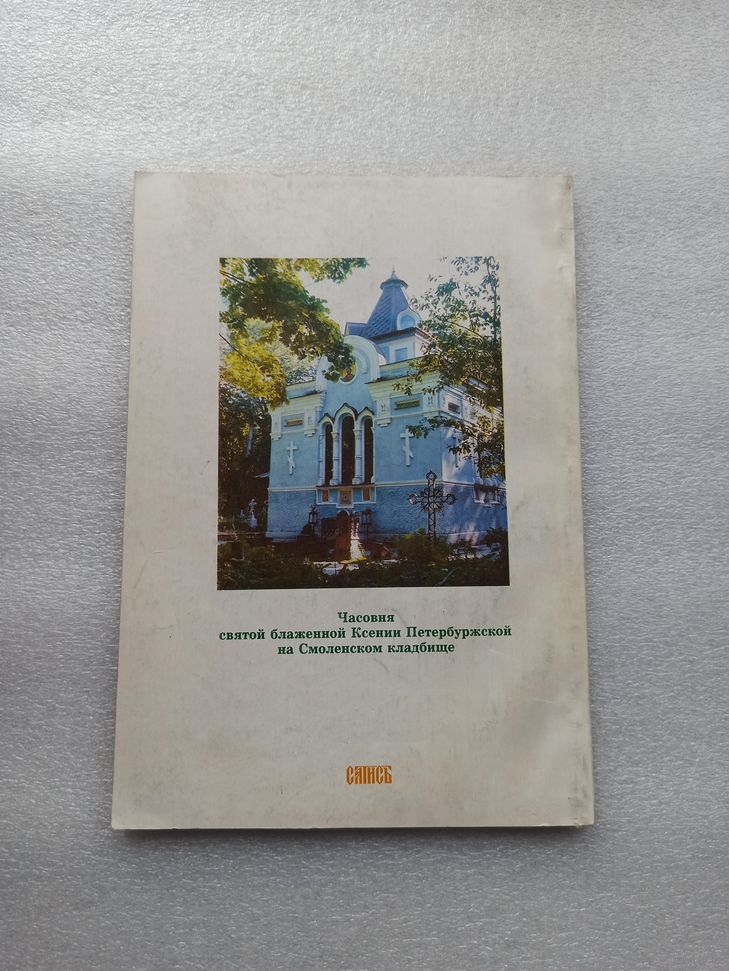 Часовня
святой блаженной Ксении Петербуржской
на Смоленском кладбище
САТИСЪ